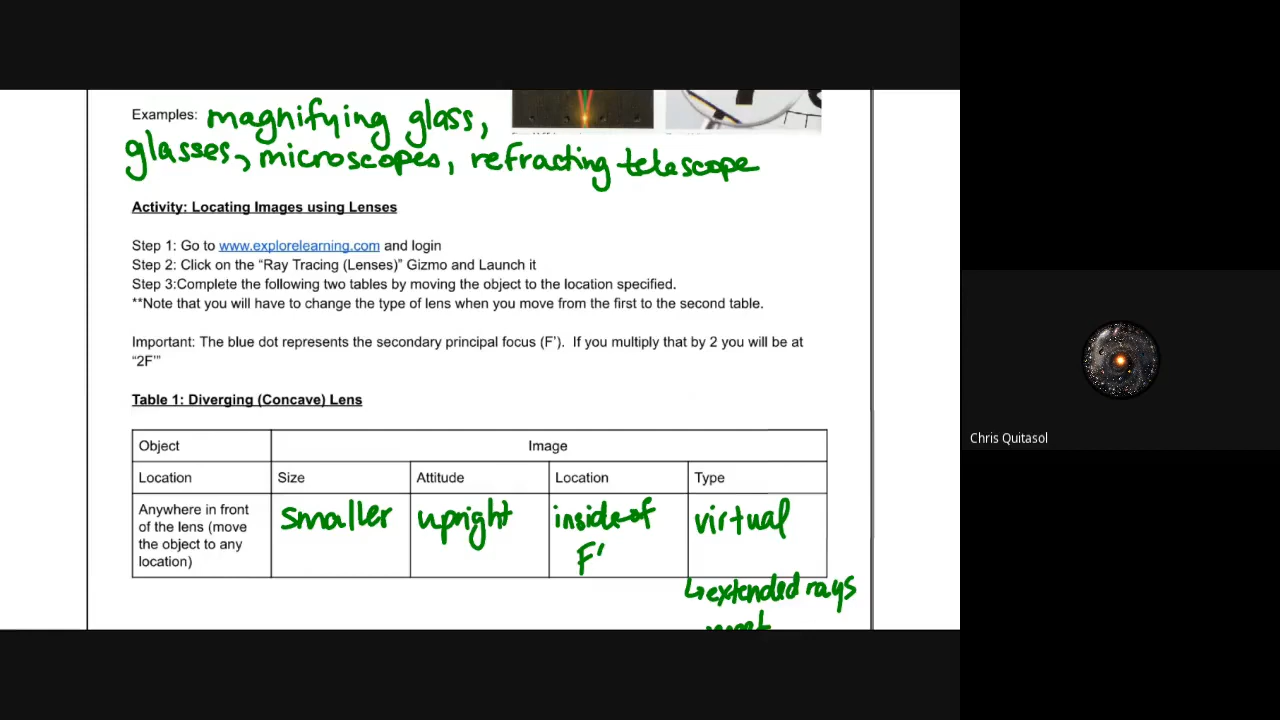 Examples: magnifying glass,
glasses, microscopes, refracting telescope
Activity: Locating Images using Lenses
Step 1: Go to www.explorelearning.com and login
Step 2: Click on the “Ray Tracing (Lenses)” Gizmo and Launch it
Step 3:Complete the following two tables by moving the object to the location specified.
**Note that you will have to change the type of lens when you move from the first to the second table.
Important: The blue dot represents the secondary principal focus (F’). If you multiply that by 2 you will be at
“2F’”
Table 1: Diverging (Concave) Lens
Object Image
Location Size Attitude Location Type
Anywhere in front
of the lens (move
the object to any
location)
smaller upright inside of virtual
F'
↳extended rays
meet
Chris Quitasol